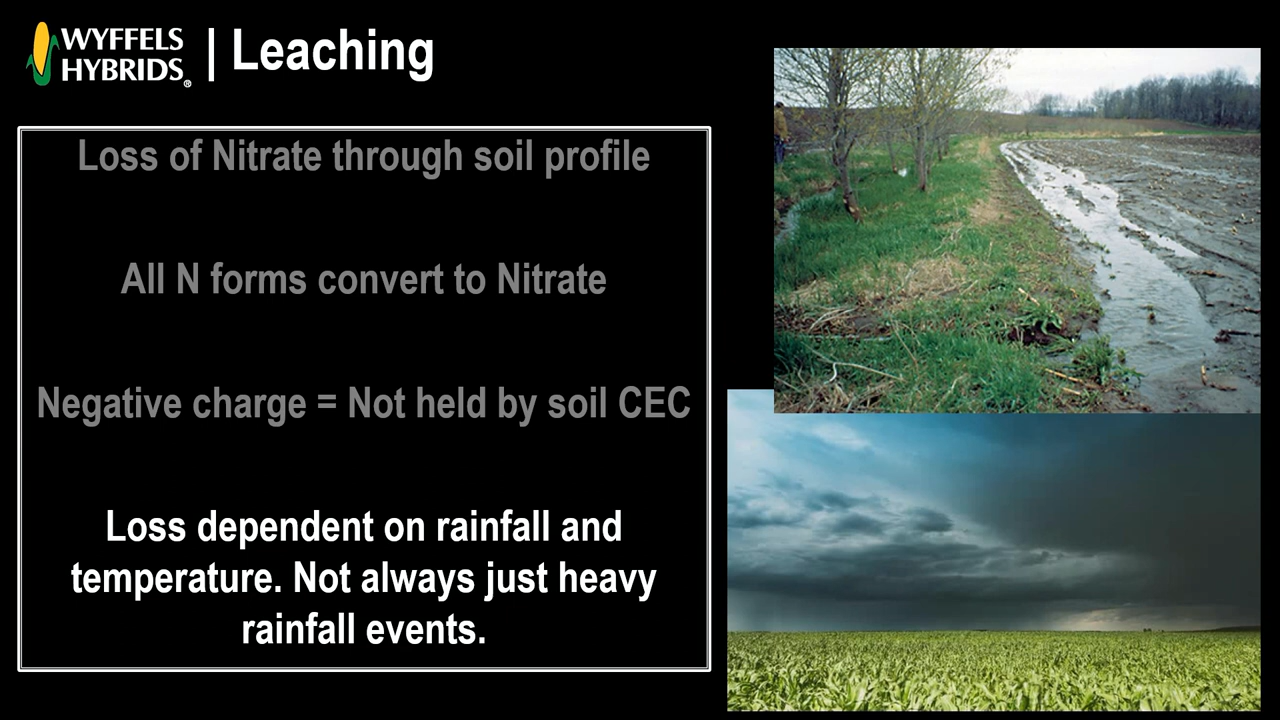 WYFFELS
HYBRIDS®
| Leaching
Loss of Nitrate through soil profile
All N forms convert to Nitrate
Negative charge = Not held by soil CEC
Loss dependent on rainfall and
temperature. Not always just heavy
rainfall events.